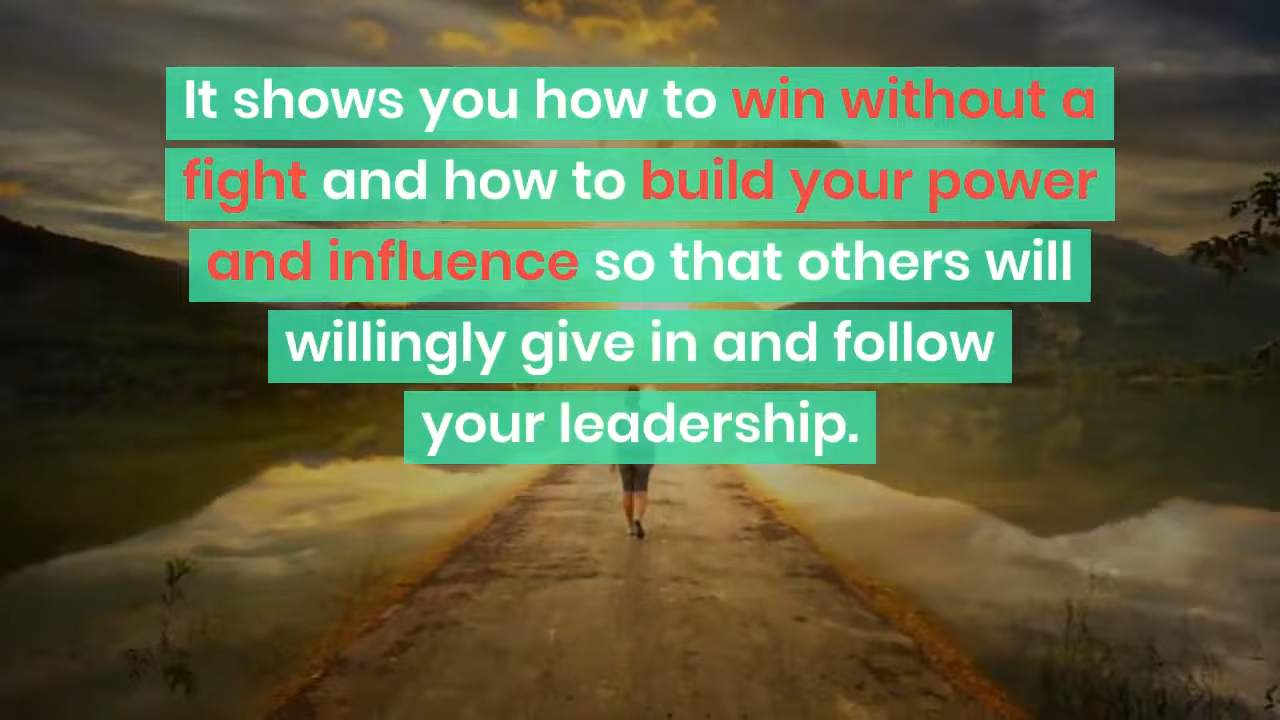 It shows you how to win without a
fight and how to build your power
and influence so that others will
willingly give in and follow
your leadership.